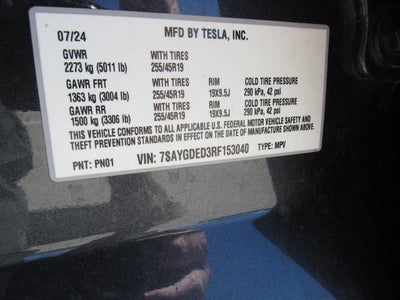 07/24 MFD BY TESLA, INC.
GVWR WITH TIRES
2273 kg (5011 lb) 255/45R19
GAWR FRT WITH TIRES RIM COLD TIRE PRESSURE
1363 kg (3004 lb) 255/45R19 19X9.5J 290 kPa, 42 psi
GAWR RR WITH TIRES RIM COLD TIRE PRESSURE
1500 kg (3306 lb) 255/45R19 19X9.5J 290 kPa, 42 psi
THIS VEHICLE CONFORMS TO ALL APPLICABLE U.S. FEDERAL MOTOR VEHICLE SAFETY AND
THEFT PREVENTION STANDARDS IN EFFECT ON THE DATE OF MANUFACTURE SHOWN ABOVE.
PNT: PN01 VIN: 7SAYGDED3RF153040 TYPE: MPV